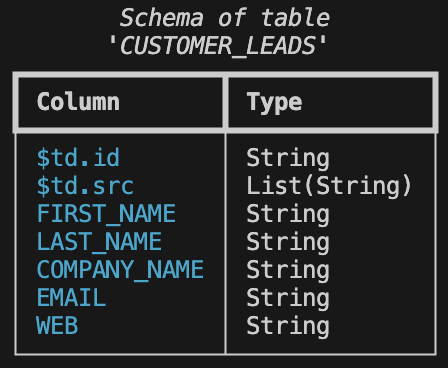 Schema of table
'CUSTOMER_LEADS'
Column Type
$td.id String
$td.src List(String)
FIRST_NAME String
LAST_NAME String
COMPANY_NAME String
EMAIL String
WEB String